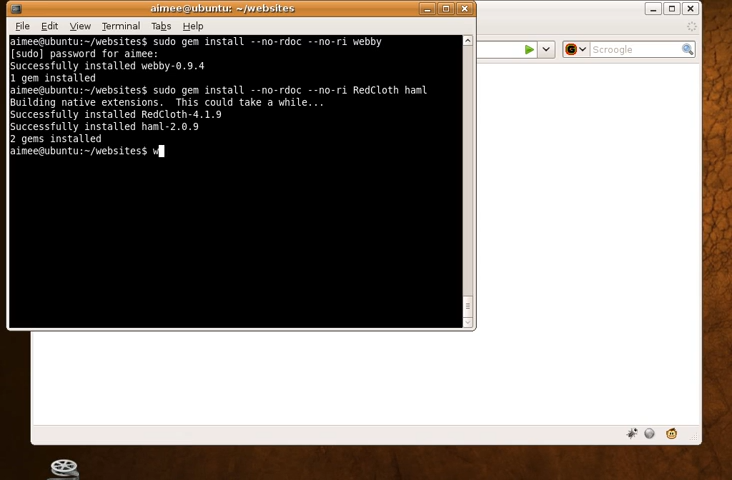 aimee@ubuntu: ~/websites
File Edit View Terminal Tabs Help
aimee@ubuntu:~/websites$ sudo gem install --no-rdoc --no-ri webby
[sudo] password for aimee:
Successfully installed webby-0.9.4
1 gem installed
aimee@ubuntu:~/websites$ sudo gem install --no-rdoc --no-ri RedCloth haml
Building native extensions.  This could take a while...
Successfully installed RedCloth-4.1.9
Successfully installed haml-2.0.9
2 gems installed
aimee@ubuntu:~/websites$ w
Scroogle